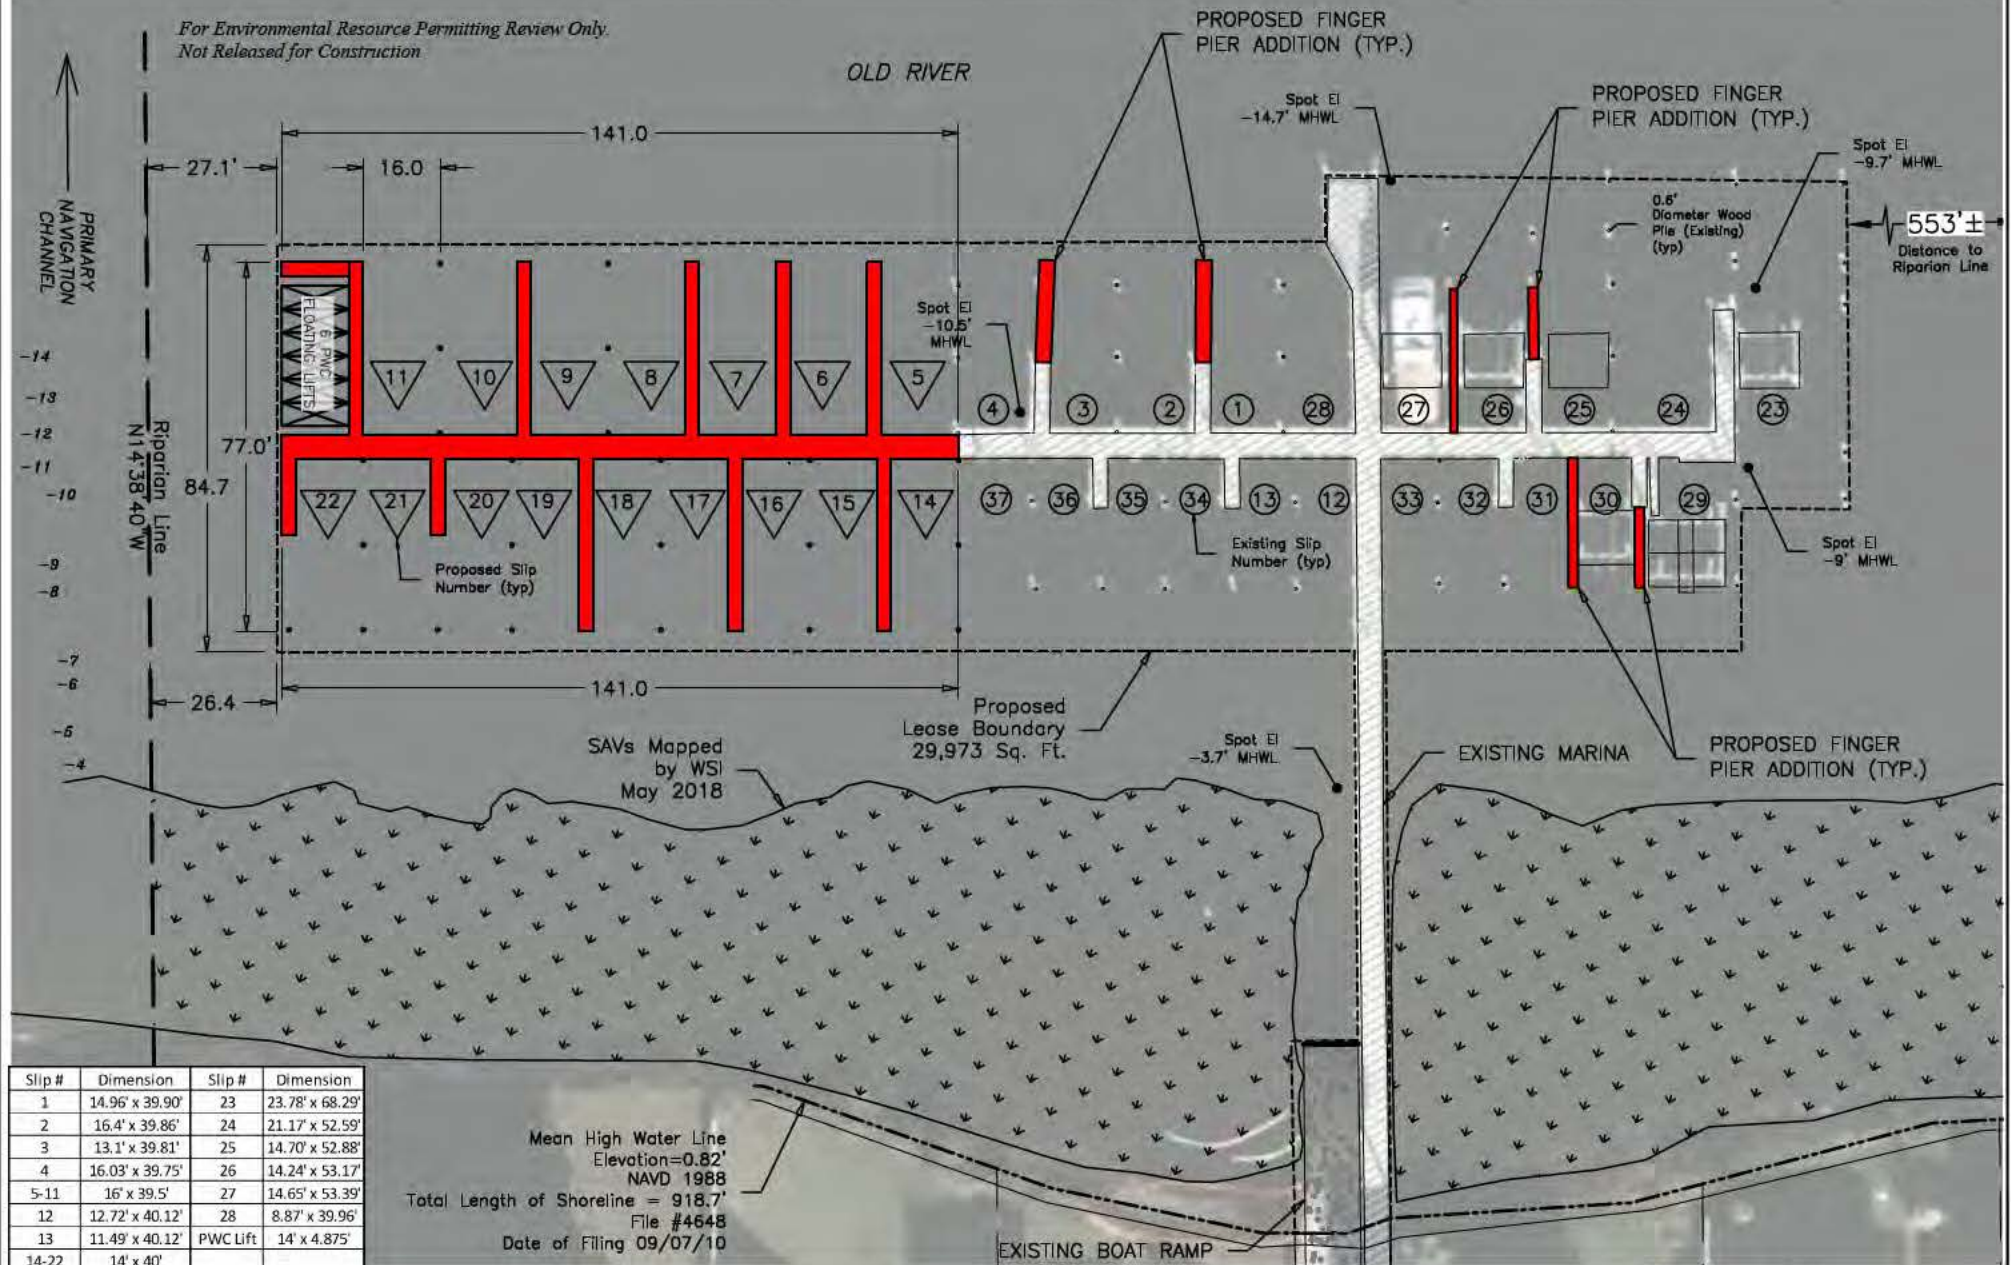 For Environmental Resource Permitting Review Only.
Not Released for Construction
OLD RIVER
PROPOSED FINGER
PIER ADDITION (TYP.)
PROPOSED FINGER
PIER ADDITION (TYP.)
Spot El
-14.7' MHWL
Spot El
-9.7' MHWL
0.6'
Diameter Wood
Pile (Existing)
(typ)
553'±
Distance to
Riparian Line
PRIMARY
NAVIGATION
CHANNEL
141.0
27.1'
16.0
6 PWC
FLOATING LIFTS
Spot El
-10.5'
MHWL
-14
-13
-12
-11
-10
-9
-8
-7
-6
-5
-4
Riparian Line
N14°38'40"W
77.0'
84.7
11
10
9
8
7
6
5
4
3
2
1
28
27
26
25
24
23
22
21
20
19
18
17
16
15
14
37
36
35
34
13
12
33
32
31
30
29
Proposed Slip
Number (typ)
Existing Slip
Number (typ)
Spot El
-9' MHWL
141.0
26.4
Proposed
Lease Boundary
29,973 Sq. Ft.
SAVs Mapped
by WSI
May 2018
Spot El
-3.7' MHWL
EXISTING MARINA
PROPOSED FINGER
PIER ADDITION (TYP.)
Slip # Dimension Slip # Dimension
1 14.96' x 39.90' 23 23.78' x 68.29'
2 16.4' x 39.86' 24 21.17' x 52.59'
3 13.1' x 39.81' 25 14.70' x 52.88'
4 16.03' x 39.75' 26 14.24' x 53.17'
5-11 16' x 39.5' 27 14.65' x 53.39'
12 12.72' x 40.12' 28 8.87' x 39.96'
13 11.49' x 40.12' PWC Lift 14' x 4.875'
14-22 14' x 40'
Mean High Water Line
Elevation=0.82'
NAVD 1988
Total Length of Shoreline = 918.7'
File #4648
Date of Filing 09/07/10
EXISTING BOAT RAMP